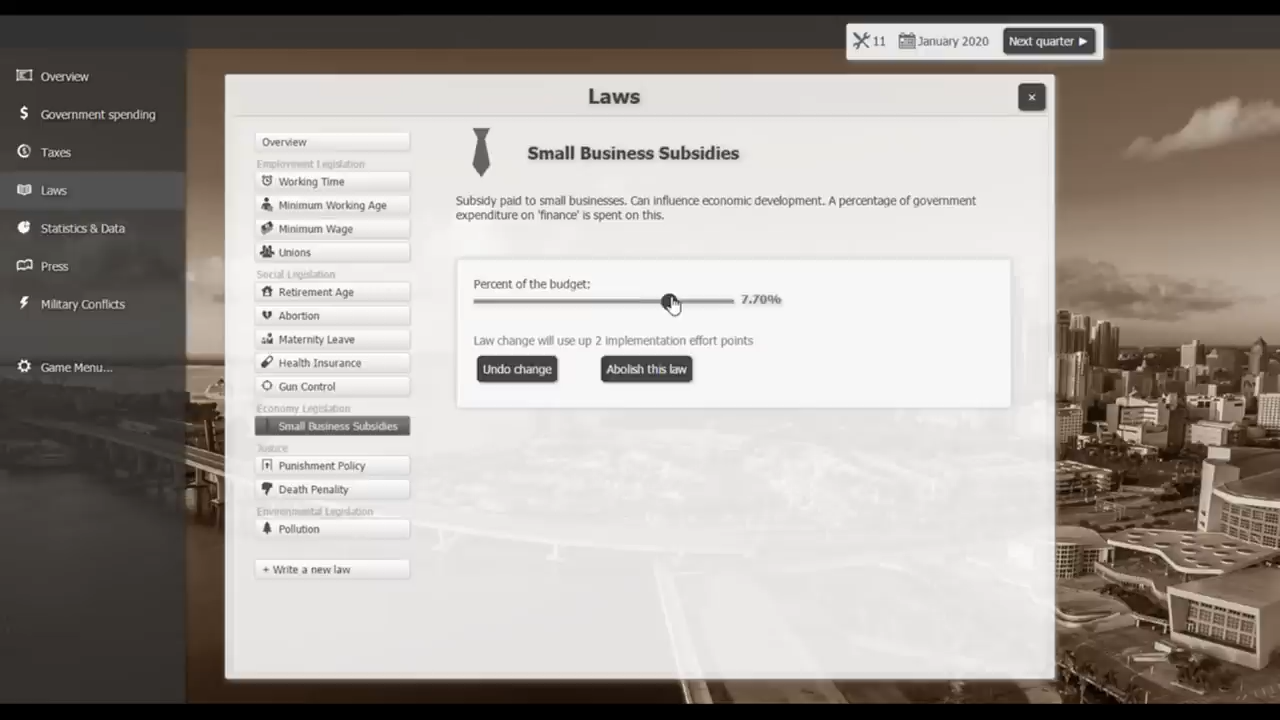 11 January 2020 Next quarter ►
Overview
Government spending
Taxes
Laws
Statistics & Data
Press
Military Conflicts
Game Menu...
Laws
×
Overview
Employment Legislation
Working Time
Minimum Working Age
Minimum Wage
Unions
Social Legislation
Retirement Age
Abortion
Maternity Leave
Health Insurance
Gun Control
Economy Legislation
Small Business Subsidies
Justice
Punishment Policy
Death Penality
Environmental Legislation
Pollution
+ Write a new law
Small Business Subsidies
Subsidy paid to small businesses. Can influence economic development. A percentage of government
expenditure on 'finance' is spent on this.
Percent of the budget:
7.70%
Law change will use up 2 implementation effort points
Undo change
Abolish this law